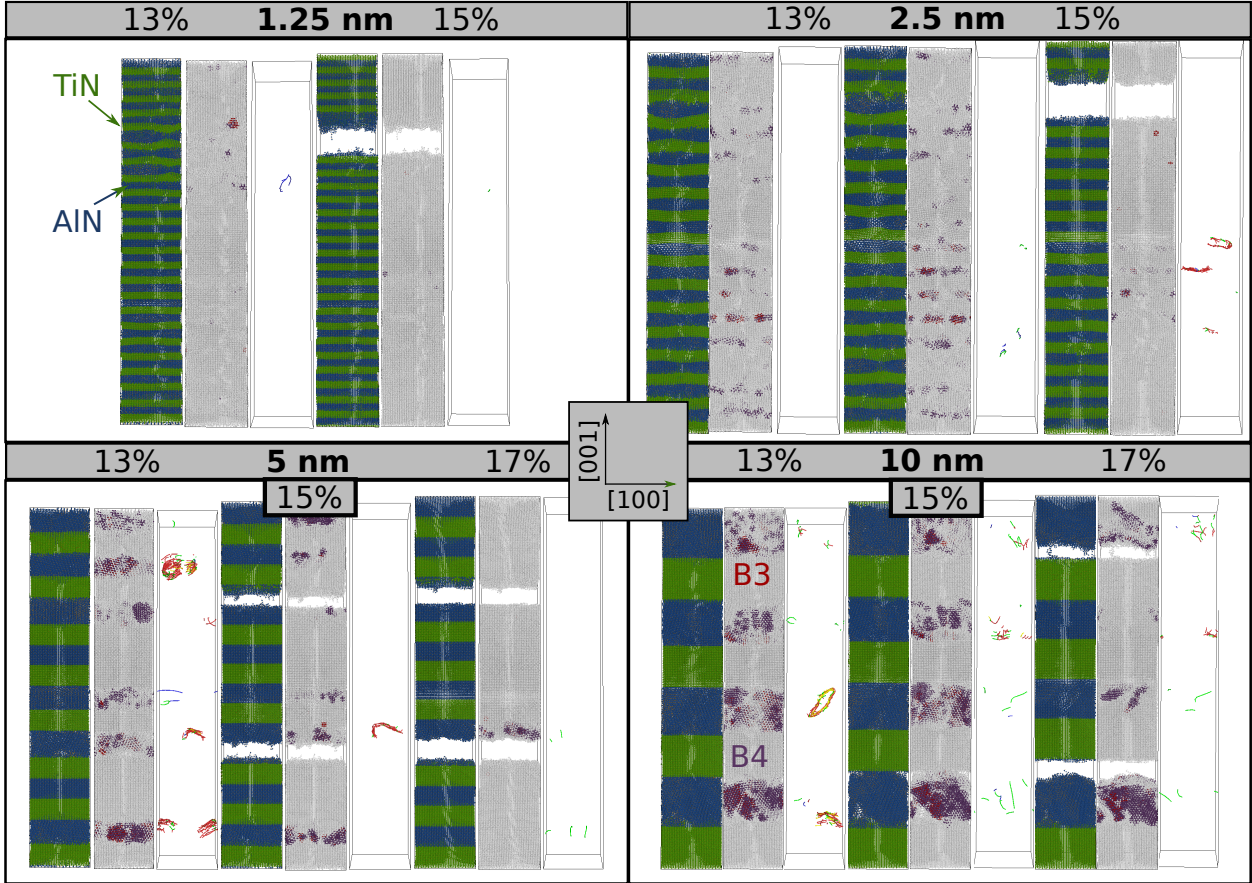 13% 1.25 nm 15%
13% 2.5 nm 15%
TiN
AlN
[001]
[100]
13% 5 nm 17%
15%
13% 10 nm 17%
15%
B3
B4